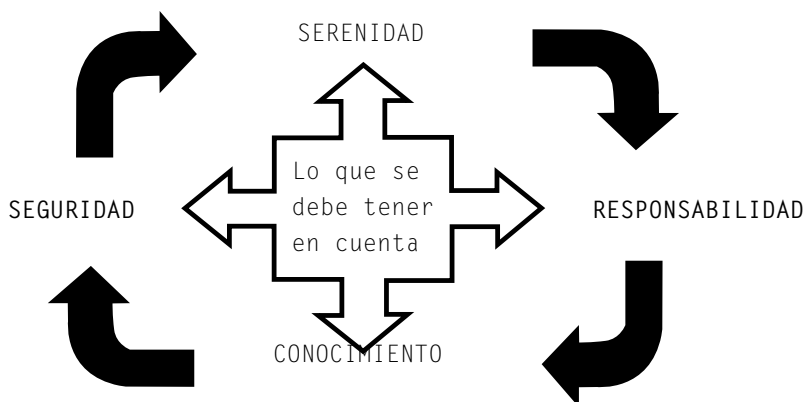 SERENIDAD
Lo que se
debe tener
en cuenta
SEGURIDAD
RESPONSABILIDAD
CONOCIMIENTO